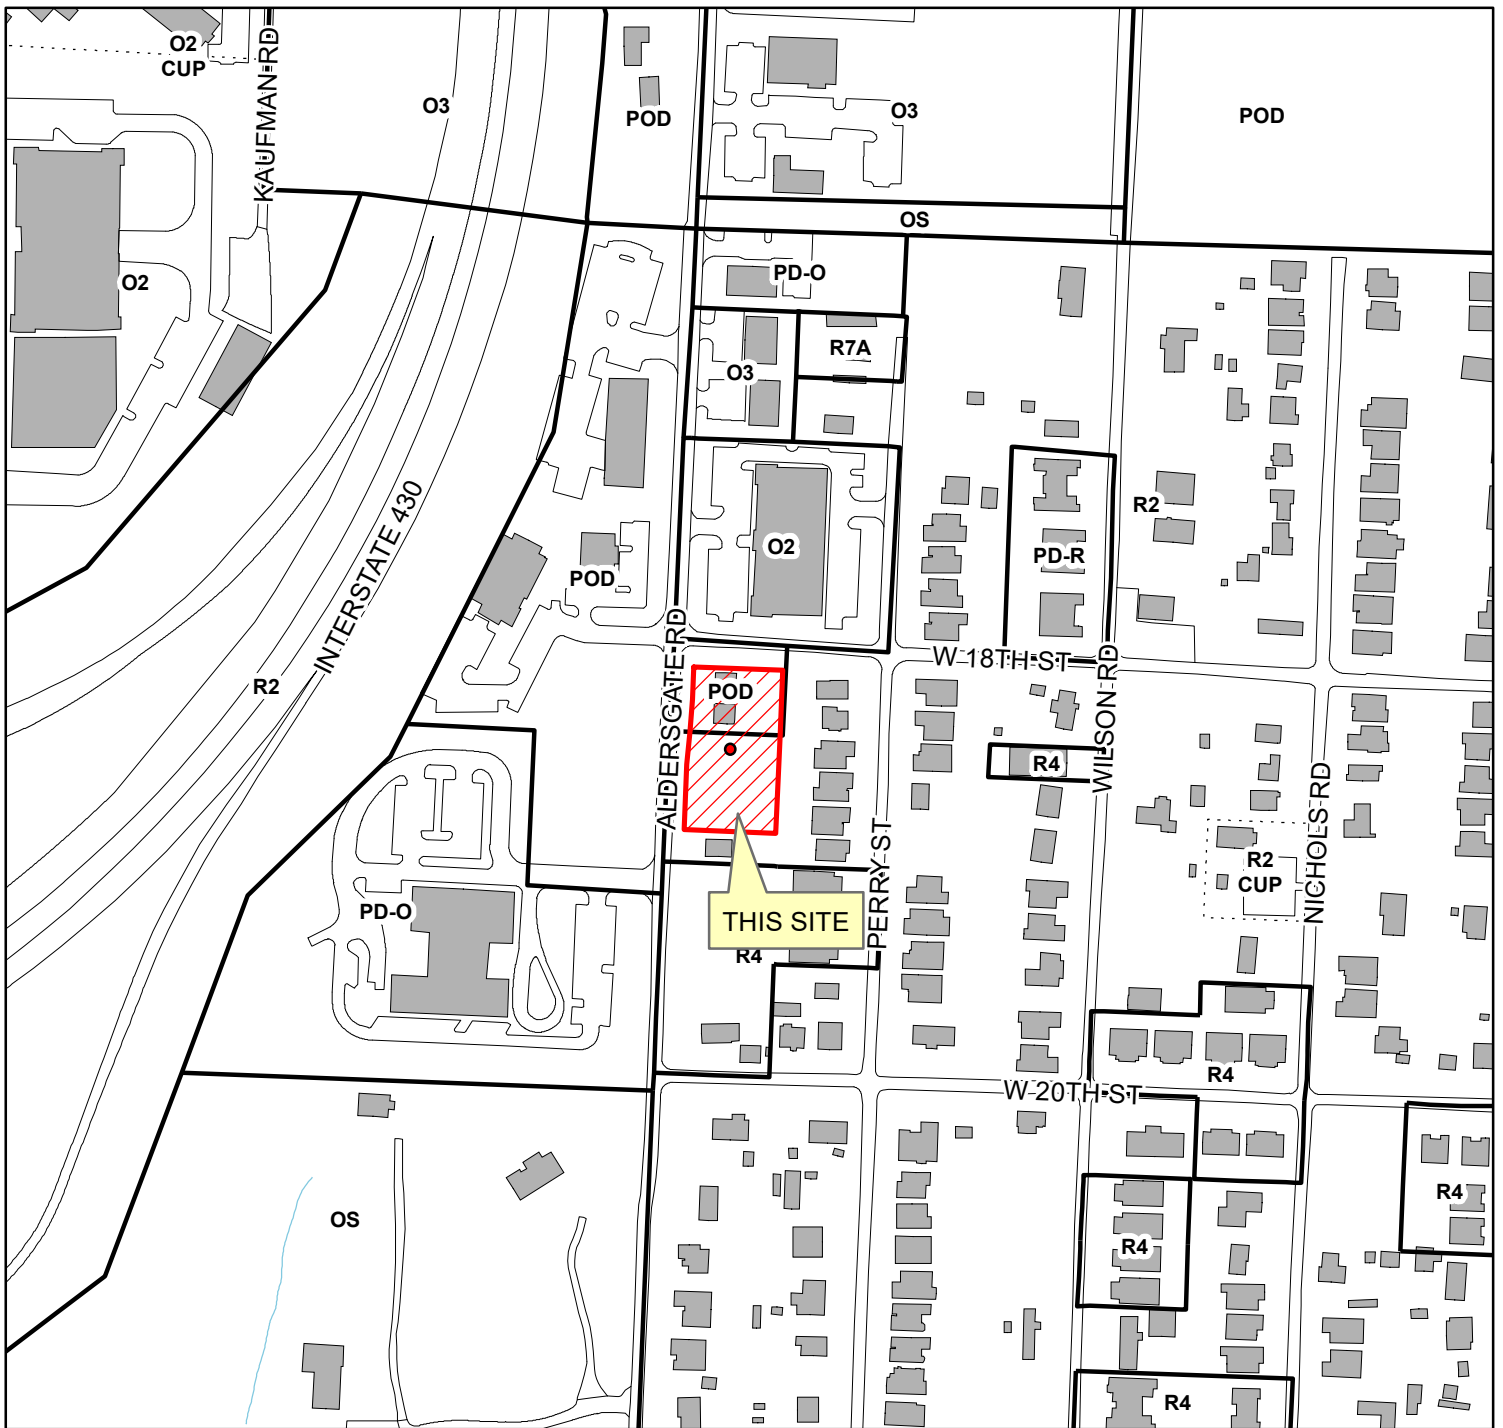 O2
CUP
KAUFMAN RD
O3
POD
O3
POD
OS
O2
PD-O
R7A
O3
INTERSTATE 430
R2
PD-R
O2
POD
ALDERSGATE RD
W 18TH ST
WILSON RD
R2
POD
R4
NICHOLS RD
R2
CUP
PERRY ST
THIS SITE
PD-O
R4
W 20TH ST
R4
OS
R4
R4
R4